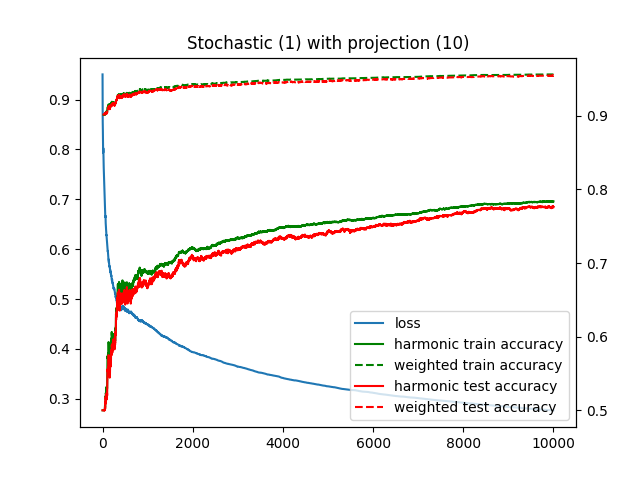 Stochastic (1) with projection (10)
0.9
0.8
0.7
0.6
0.5
0.4
0.3
0.9
0.8
0.7
0.6
0.5
loss
harmonic train accuracy
weighted train accuracy
harmonic test accuracy
weighted test accuracy
0 2000 4000 6000 8000 10000